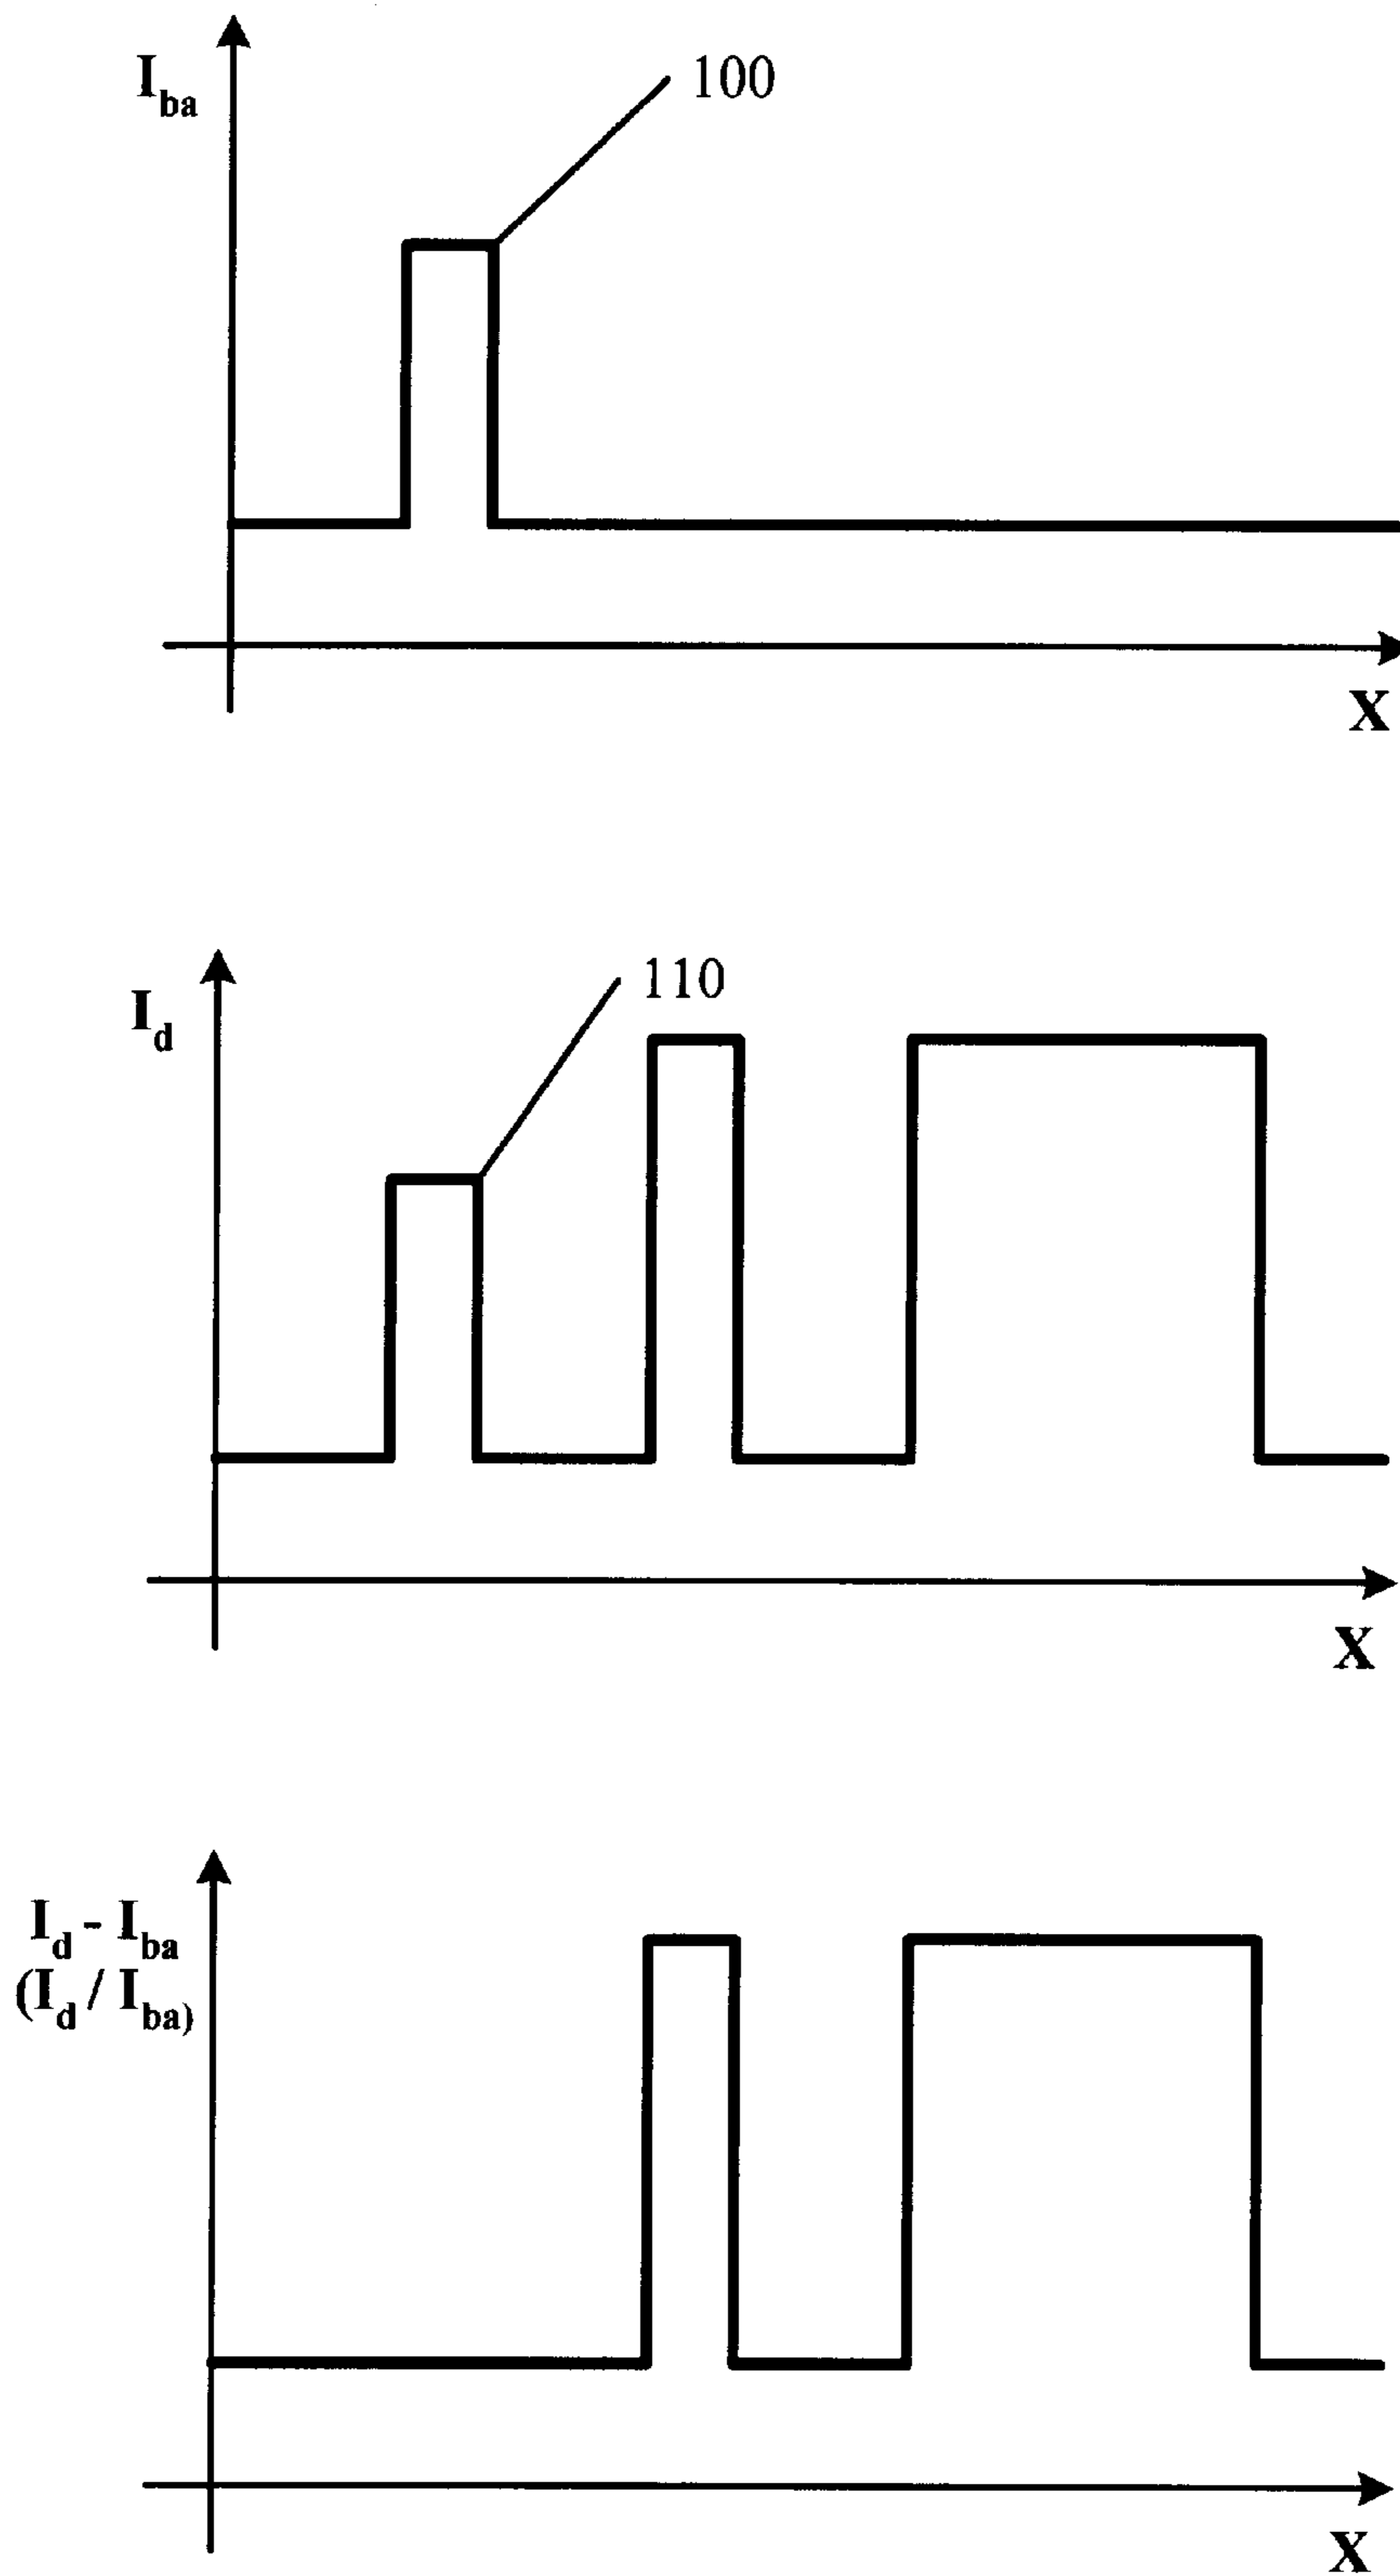 I_ba
100
X
I_d
110
X
I_d - I_ba
(I_d / I_ba)
X